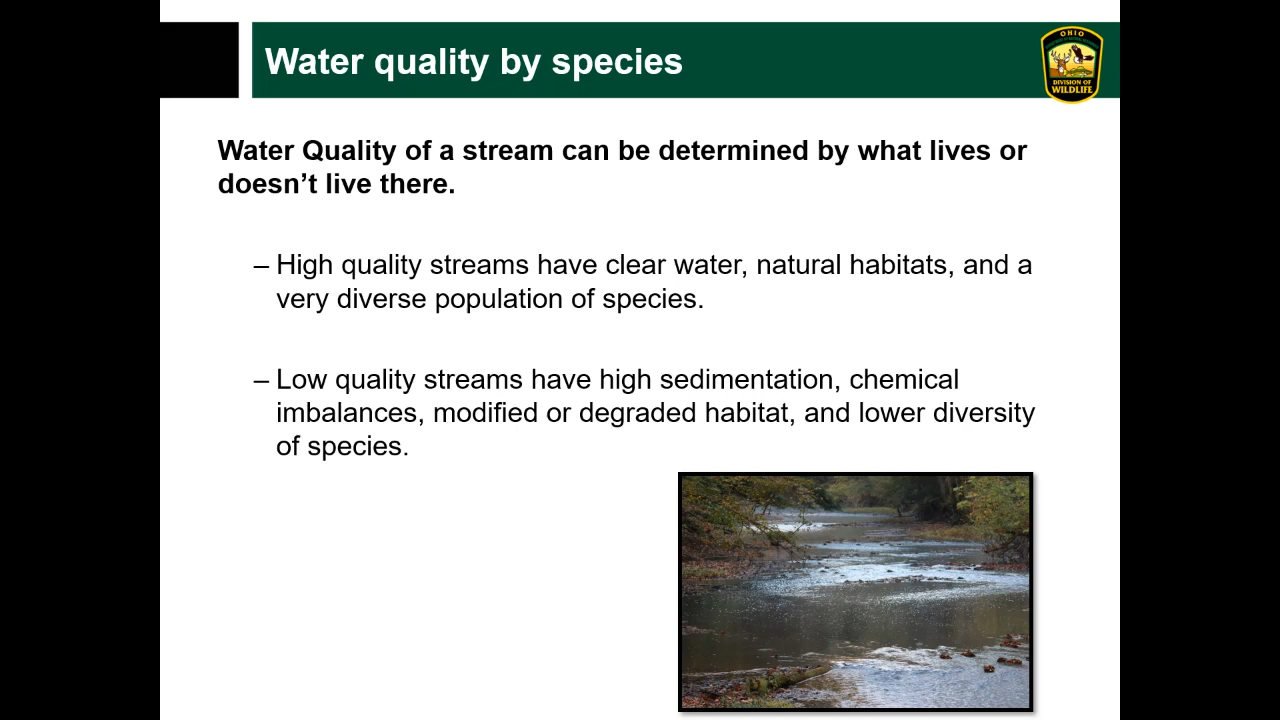 Water quality by species
OHIO
DIVISION OF
WILDLIFE
Water Quality of a stream can be determined by what lives or
doesn’t live there.
– High quality streams have clear water, natural habitats, and a
very diverse population of species.
– Low quality streams have high sedimentation, chemical
imbalances, modified or degraded habitat, and lower diversity
of species.